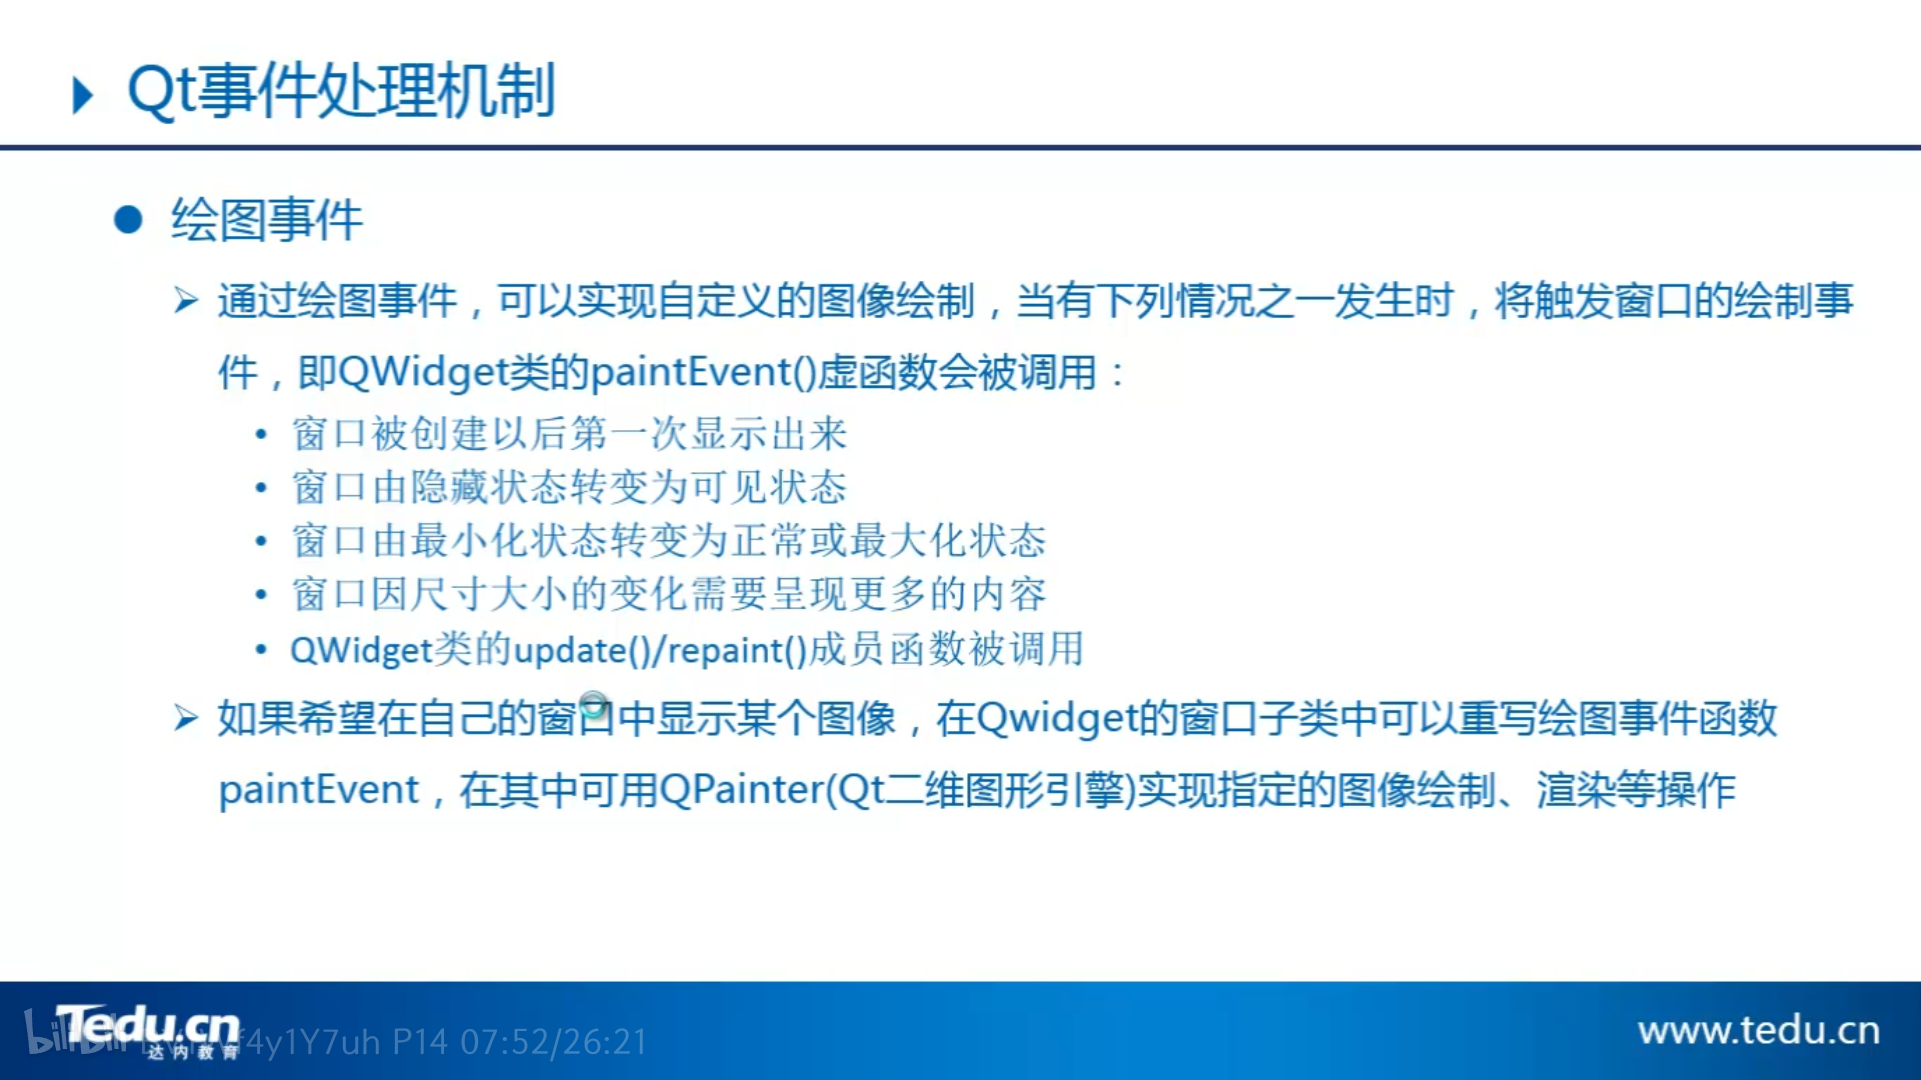 Qt事件处理机制
绘图事件
通过绘图事件，可以实现自定义的图像绘制，当有下列情况之一发生时，将触发窗口的绘制事
件，即QWidget类的paintEvent()虚函数会被调用：
窗口被创建以后第一次显示出来
窗口由隐藏状态转变为可见状态
窗口由最小化状态转变为正常或最大化状态
窗口因尺寸大小的变化需要呈现更多的内容
QWidget类的update()/repaint()成员函数被调用
如果希望在自己的窗口中显示某个图像，在Qwidget的窗口子类中可以重写绘图事件函数
paintEvent，在其中可用QPainter(Qt二维图形引擎)实现指定的图像绘制、渲染等操作
Tedu.cn
达内教育
P14 07:52/26:21
www.tedu.cn